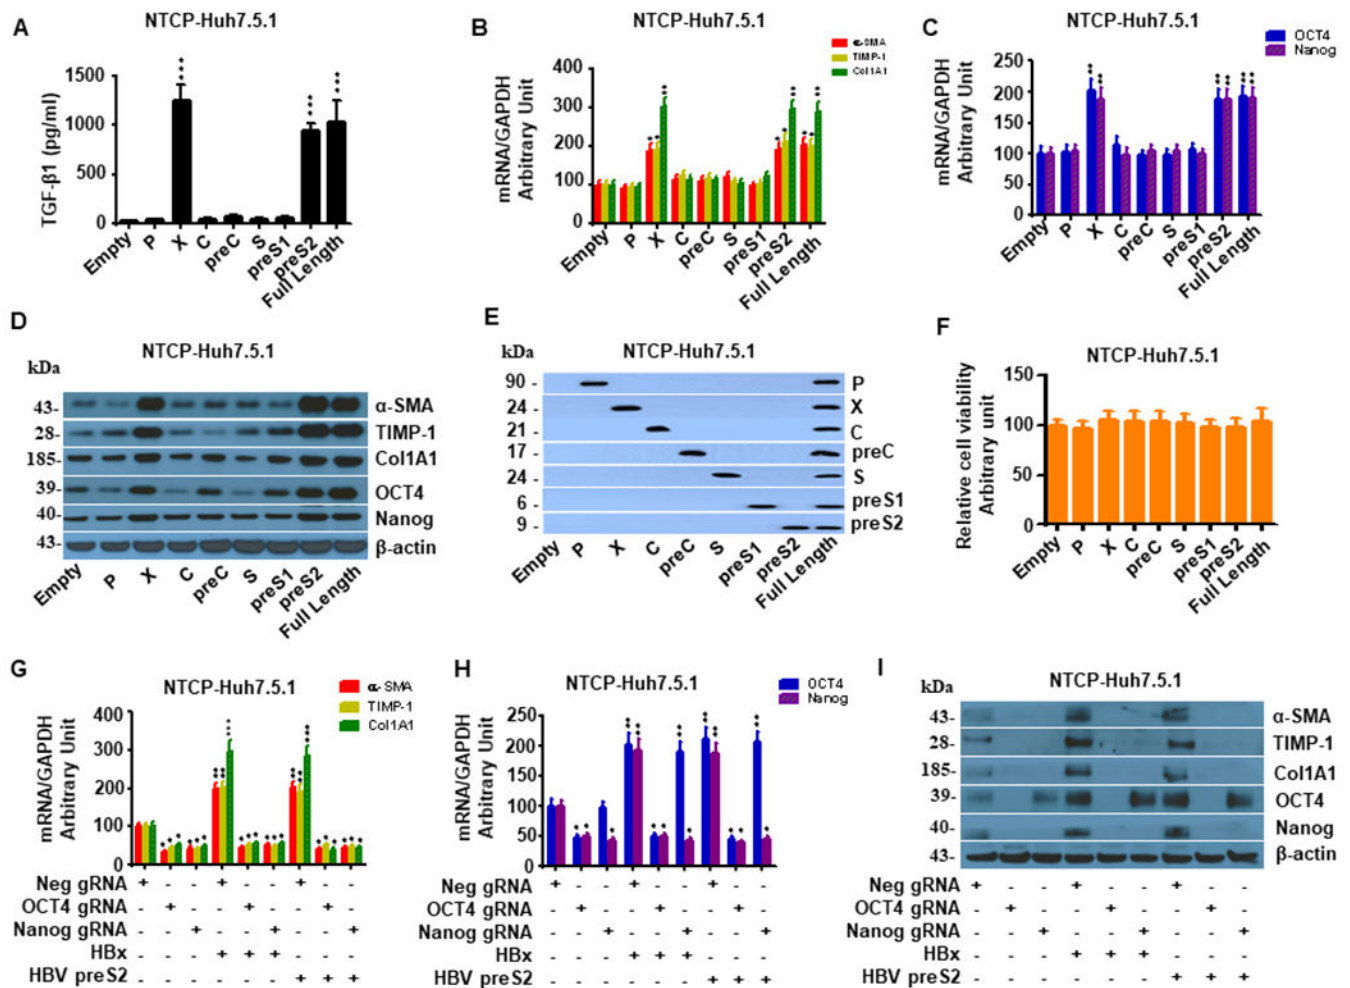 A
NTCP-Huh7.5.1
TGF-β1 (pg/ml)
1500
1000
500
0
Empty P X C preC S preS1 preS2 Full Length
B
NTCP-Huh7.5.1
α-SMA
TIMP-1
Col1A1
mRNA/GAPDH
Arbitrary Unit
400
300
200
100
0
Empty P X C preC S preS1 preS2 Full Length
C
NTCP-Huh7.5.1
OCT4
Nanog
mRNA/GAPDH
Arbitrary Unit
250
200
150
100
50
0
Empty P X C preC S preS1 preS2 Full Length
D
NTCP-Huh7.5.1
kDa
43- α-SMA
28- TIMP-1
185- Col1A1
39- OCT4
40- Nanog
43- β-actin
Empty P X C preC S preS1 preS2 Full Length
E
NTCP-Huh7.5.1
kDa
90 - P
24 - X
21 - C
17 - preC
24 - S
6 - preS1
9 - preS2
Empty P X C preC S preS1 preS2 Full Length
F
NTCP-Huh7.5.1
Relative cell viability
Arbitrary unit
150
100
50
0
Empty P X C preC S preS1 preS2 Full Length
G
NTCP-Huh7.5.1
α-SMA
TIMP-1
Col1A1
mRNA/GAPDH
Arbitrary Unit
400
300
200
100
0
Neg gRNA + - - + - - + - -
OCT4 gRNA - + - - + - - + -
Nanog gRNA - - + - - + - - +
HBx - - - + + + - - -
HBV preS2 - - - - - - + + +
H
NTCP-Huh7.5.1
OCT4
Nanog
mRNA/GAPDH
Arbitrary Unit
250
200
150
100
50
0
Neg gRNA + - - + - - + - -
OCT4 gRNA - + - - + - - + -
Nanog gRNA - - + - - + - - +
HBx - - - + + + - - -
HBV preS2 - - - - - - + + +
I
NTCP-Huh7.5.1
kDa
43- α-SMA
28- TIMP-1
185- Col1A1
39- OCT4
40- Nanog
43- β-actin
Neg gRNA + - - + - - + - -
OCT4 gRNA - + - - + - - + -
Nanog gRNA - - + - - + - - +
HBx - - - + + + - - -
HBV preS2 - - - - - - + + +